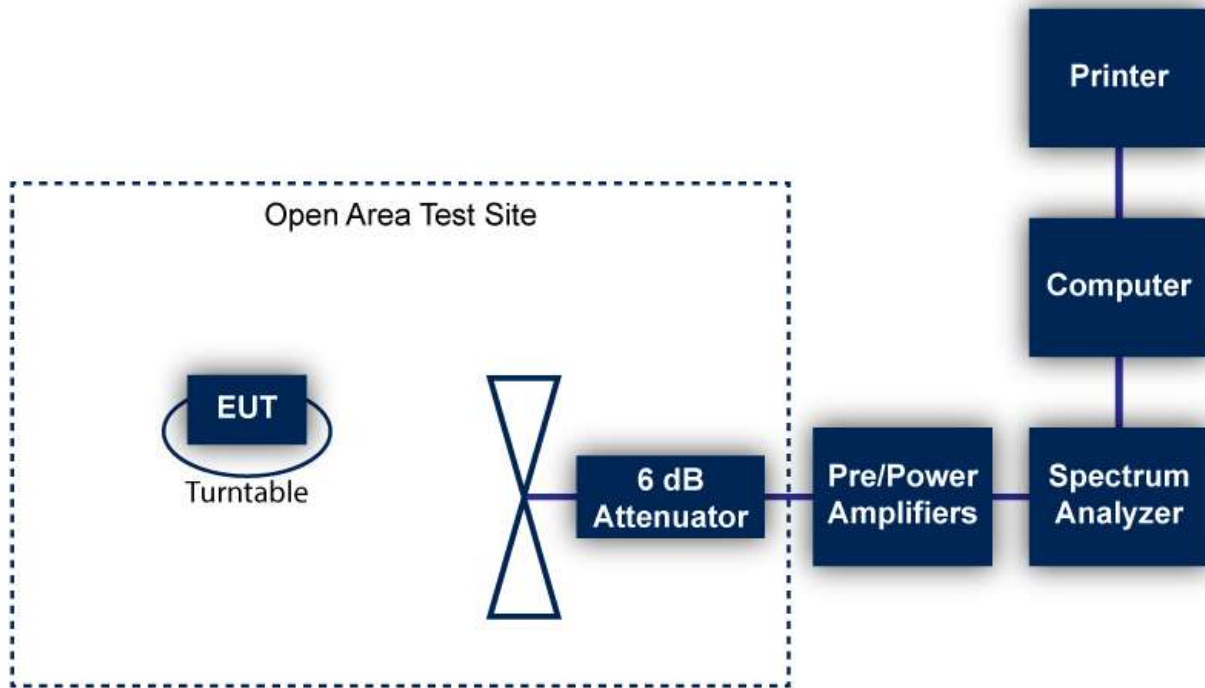 Printer
Open Area Test Site
Computer
EUT
Turntable
6 dB
Attenuator
Pre/Power
Amplifiers
Spectrum
Analyzer